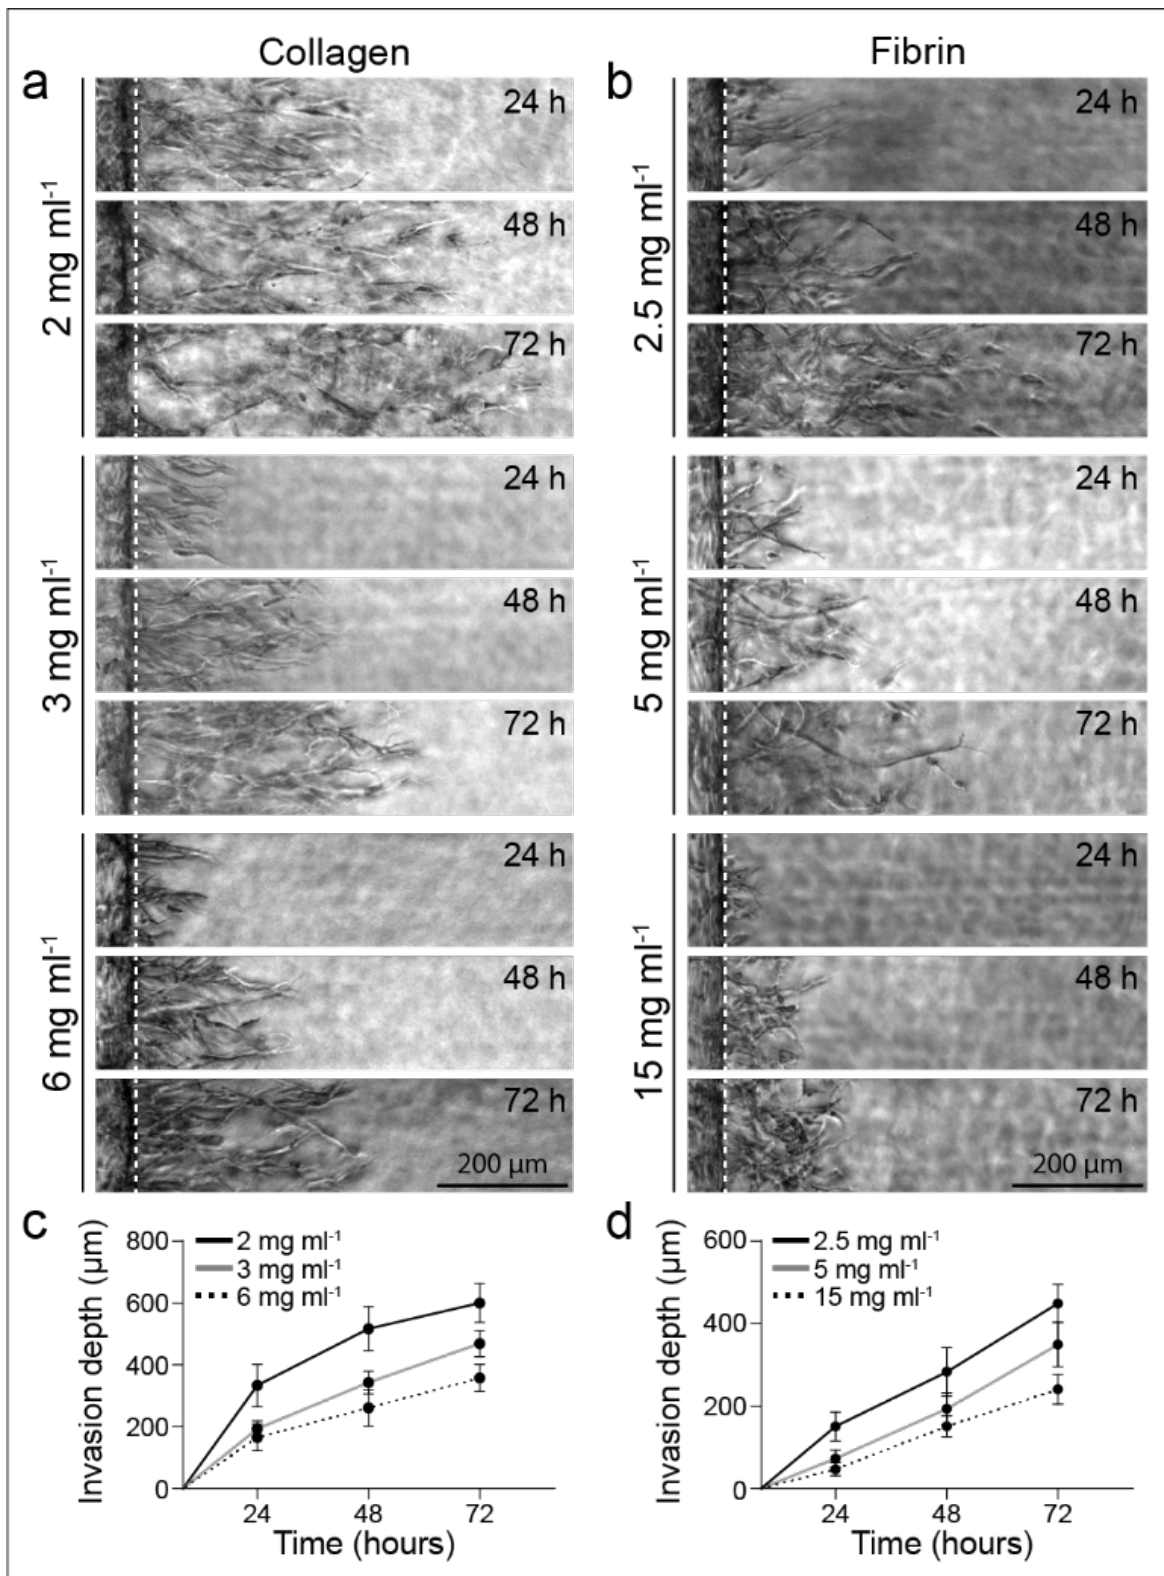 Collagen
Fibrin
a
b
2 mg ml⁻¹
24 h
48 h
72 h
2.5 mg ml⁻¹
24 h
48 h
72 h
3 mg ml⁻¹
24 h
48 h
72 h
5 mg ml⁻¹
24 h
48 h
72 h
6 mg ml⁻¹
24 h
48 h
72 h
200 µm
15 mg ml⁻¹
24 h
48 h
72 h
200 µm
c
Invasion depth (µm)
800
600
400
200
0
2 mg ml⁻¹
3 mg ml⁻¹
6 mg ml⁻¹
24 48 72
Time (hours)
d
Invasion depth (µm)
600
400
200
0
2.5 mg ml⁻¹
5 mg ml⁻¹
15 mg ml⁻¹
24 48 72
Time (hours)